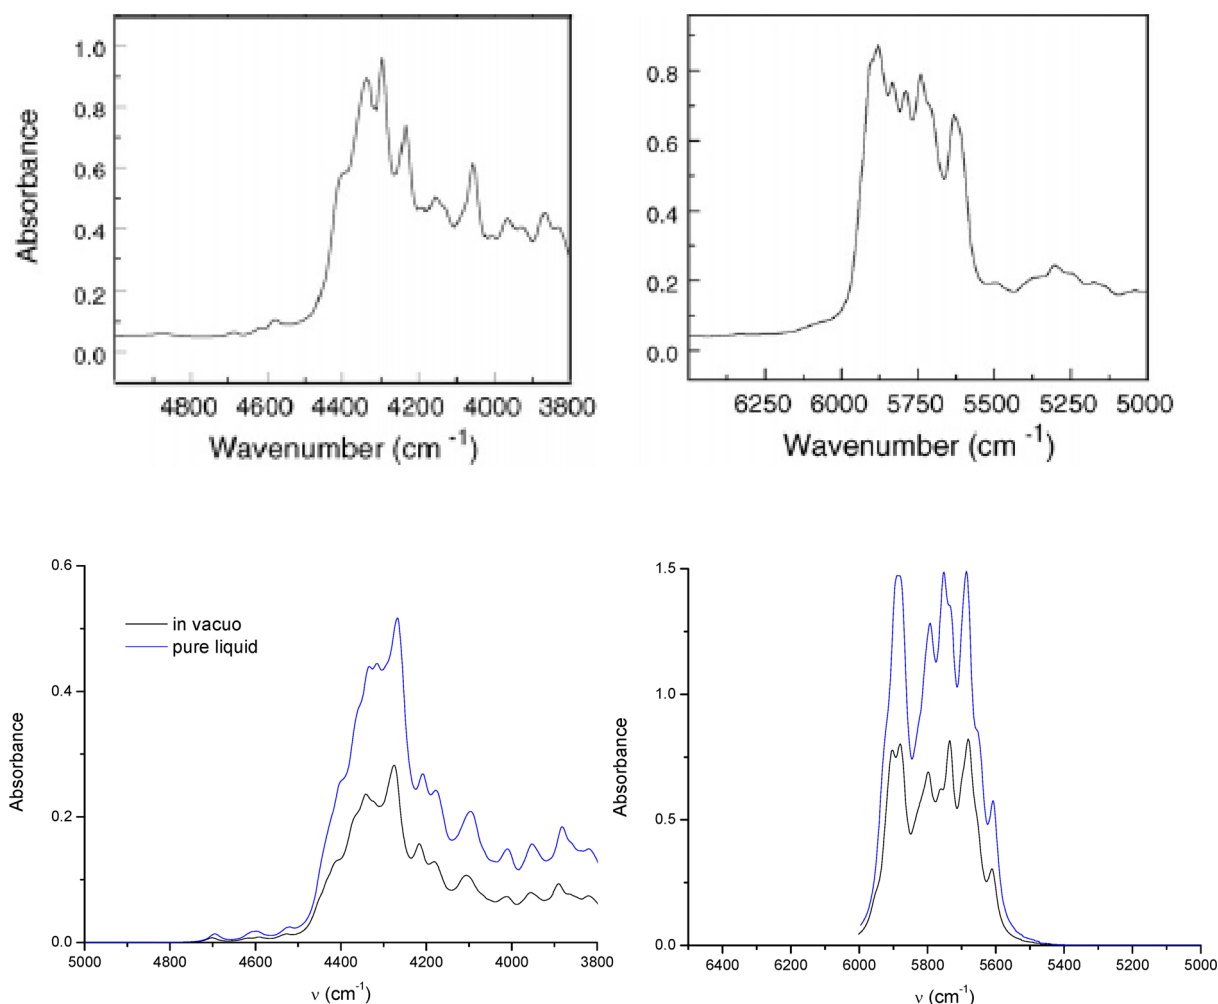 1.0
0.8
0.6
0.4
0.2
0.0
Absorbance
4800 4600 4400 4200 4000 3800
Wavenumber (cm -1)
0.8
0.6
0.4
0.2
0.0
6250 6000 5750 5500 5250 5000
Wavenumber (cm -1)
0.6
0.4
0.2
0.0
Absorbance
in vacuo
pure liquid
5000 4800 4600 4400 4200 4000 3800
ν (cm-1)
1.5
1.0
0.5
0.0
Absorbance
6400 6200 6000 5800 5600 5400 5200 5000
ν (cm-1)